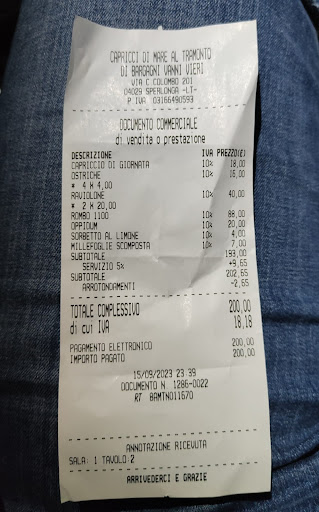 CAPRICCI DI MARE AL TRAMONTO
DI BARGAGNI VANNI VIERI
VIA C COLOMBO 201
04029 SPERLONGA -LT-
P IVA 03166490593
DOCUMENTO COMMERCIALE
di vendita o prestazione
DESCRIZIONE IVA PREZZO(€)
CAPRICCIO DI GIORNATA 10% 18,00
OSTRICHE 10% 16,00
* 4 X 4,00
RAVIOLONE 10% 40,00
* 2 X 20,00
ROMBO 1100 10% 88,00
OPPIDUM 10% 20,00
SORBETTO AL LIMONE 10% 4,00
MILLEFOGLIE SCOMPOSTA 10% 7,00
SUBTOTALE 193,00
SERVIZIO 5% +9,65
SUBTOTALE 202,65
ARROTONDAMENTI -2,65
TOTALE COMPLESSIVO 200,00
di cui IVA 18,18
PAGAMENTO ELETTRONICO 200,00
IMPORTO PAGATO 200,00
15/09/2023 23:39
DOCUMENTO N. 1286-0022
RT 8AMTN011670
ANNOTAZIONE RICEVUTA
SALA: 1 TAVOLO:2
ARRIVEDERCI E GRAZIE